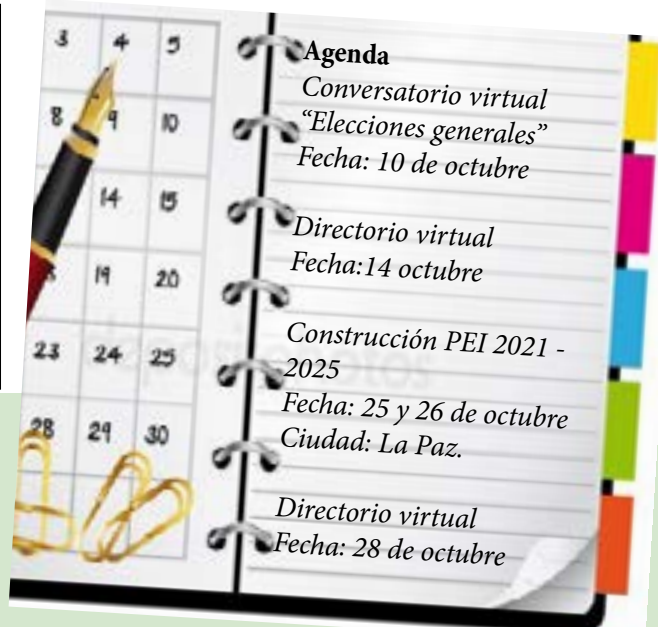 3 4 5
8 9 10
14 15
19 20
23 24 25
28 29 30
Agenda
Conversatorio virtual
“Elecciones generales”
Fecha: 10 de octubre
Directorio virtual
Fecha:14 octubre
Construcción PEI 2021 -
2025
Fecha: 25 y 26 de octubre
Ciudad: La Paz.
Directorio virtual
Fecha: 28 de octubre
depositphotos